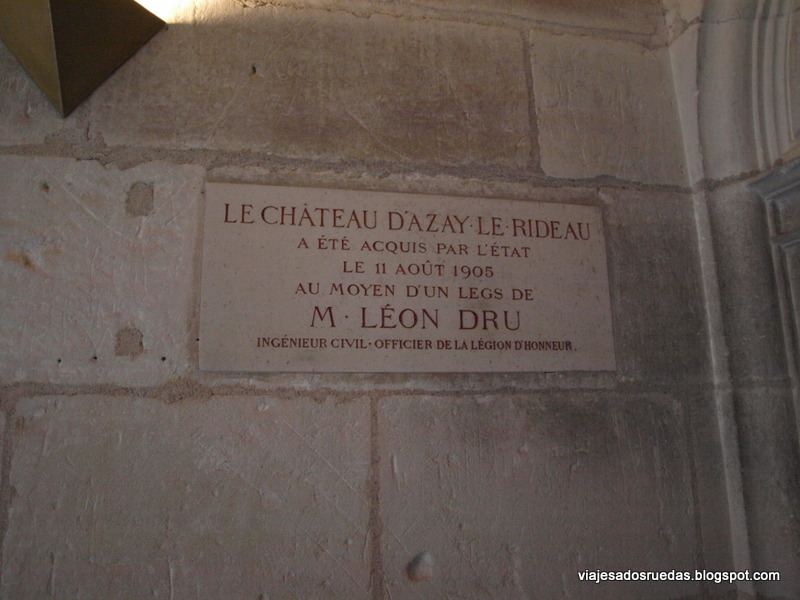 LE CHÂTEAU D'AZAY·LE·RIDEAU
A ÉTÉ ACQUIS PAR L'ÉTAT
LE 11 AOÛT 1905
AU MOYEN D'UN LEGS DE
M·LÉON DRU
INGÉNIEUR CIVIL·OFFICIER DE LA LÉGION D'HONNEUR.
viajesadosruedas.blogspot.com